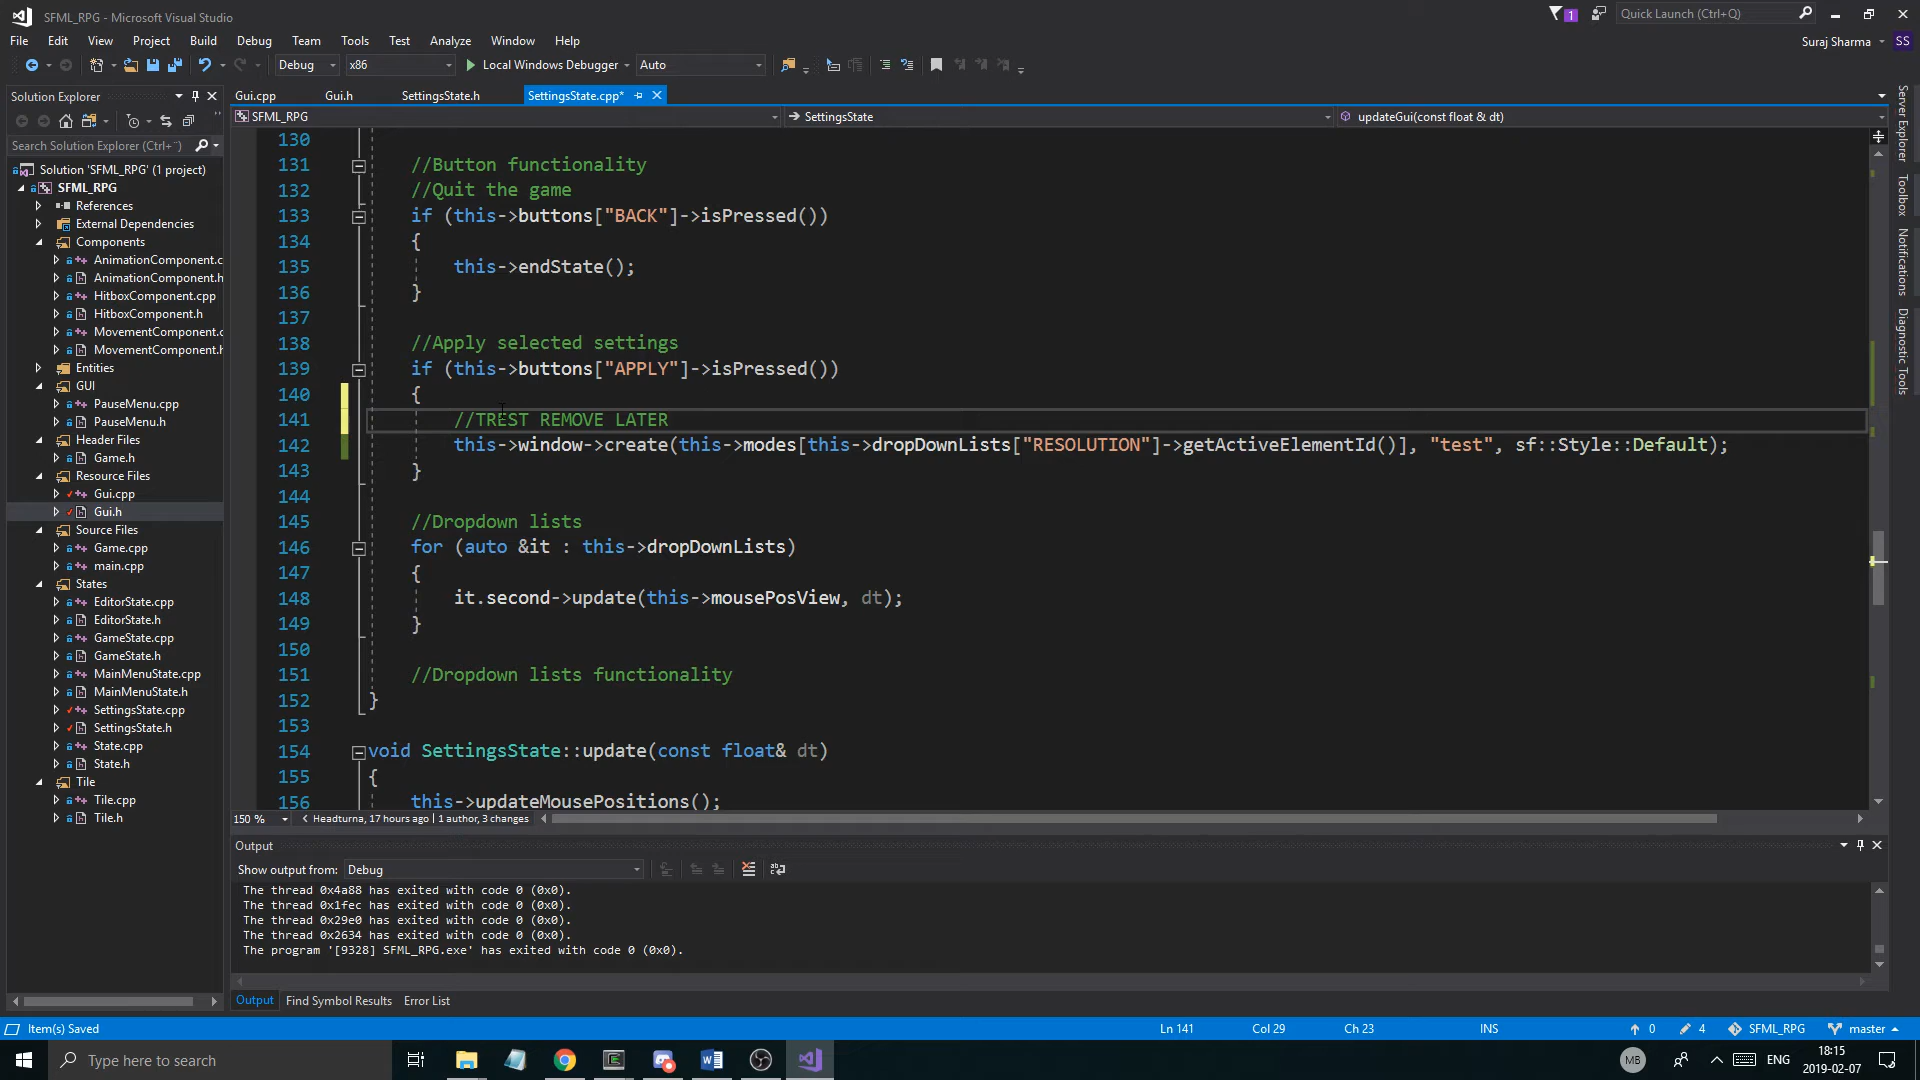 SFML_RPG - Microsoft Visual Studio
1
Quick Launch (Ctrl+Q)
File Edit View Project Build Debug Team Tools Test Analyze Window Help
Suraj Sharma SS
Debug x86 Local Windows Debugger Auto
Solution Explorer
Gui.cpp Gui.h SettingsState.h SettingsState.cpp*
SFML_RPG SettingsState updateGui(const float & dt)
Search Solution Explorer (Ctrl+¨)
Solution 'SFML_RPG' (1 project)
SFML_RPG
References
External Dependencies
Components
AnimationComponent.c
AnimationComponent.h
HitboxComponent.cpp
HitboxComponent.h
MovementComponent.c
MovementComponent.h
Entities
GUI
PauseMenu.cpp
PauseMenu.h
Header Files
Game.h
Resource Files
Gui.cpp
Gui.h
Source Files
Game.cpp
main.cpp
States
EditorState.cpp
EditorState.h
GameState.cpp
GameState.h
MainMenuState.cpp
MainMenuState.h
SettingsState.cpp
SettingsState.h
State.cpp
State.h
Tile
Tile.cpp
Tile.h
130
131 //Button functionality
132 //Quit the game
133 if (this->buttons["BACK"]->isPressed())
134 {
135 this->endState();
136 }
137
138 //Apply selected settings
139 if (this->buttons["APPLY"]->isPressed())
140 {
141 //TREST REMOVE LATER
142 this->window->create(this->modes[this->dropDownLists["RESOLUTION"]->getActiveElementId()], "test", sf::Style::Default);
143 }
144
145 //Dropdown lists
146 for (auto &it : this->dropDownLists)
147 {
148 it.second->update(this->mousePosView, dt);
149 }
150
151 //Dropdown lists functionality
152 }
153
154 void SettingsState::update(const float& dt)
155 {
156 this->updateMousePositions();
150 % Headturna, 17 hours ago | 1 author, 3 changes
Server Explorer
Toolbox
Notifications
Diagnostic Tools
Output
Show output from: Debug
The thread 0x4a88 has exited with code 0 (0x0).
The thread 0x1fec has exited with code 0 (0x0).
The thread 0x29e0 has exited with code 0 (0x0).
The thread 0x2634 has exited with code 0 (0x0).
The program '[9328] SFML_RPG.exe' has exited with code 0 (0x0).
Output Find Symbol Results Error List
Item(s) Saved Ln 141 Col 29 Ch 23 INS 0 4 SFML_RPG master
Type here to search
MB ENG 18:15
2019-02-07